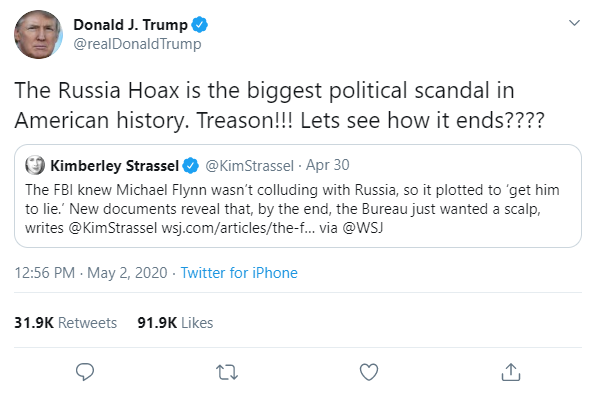 Donald J. Trump
@realDonaldTrump
The Russia Hoax is the biggest political scandal in
American history. Treason!!! Lets see how it ends????
Kimberley Strassel @KimStrassel · Apr 30
The FBI knew Michael Flynn wasn't colluding with Russia, so it plotted to 'get him
to lie.' New documents reveal that, by the end, the Bureau just wanted a scalp,
writes @KimStrassel wsj.com/articles/the-f... via @WSJ
12:56 PM · May 2, 2020 · Twitter for iPhone
31.9K Retweets 91.9K Likes